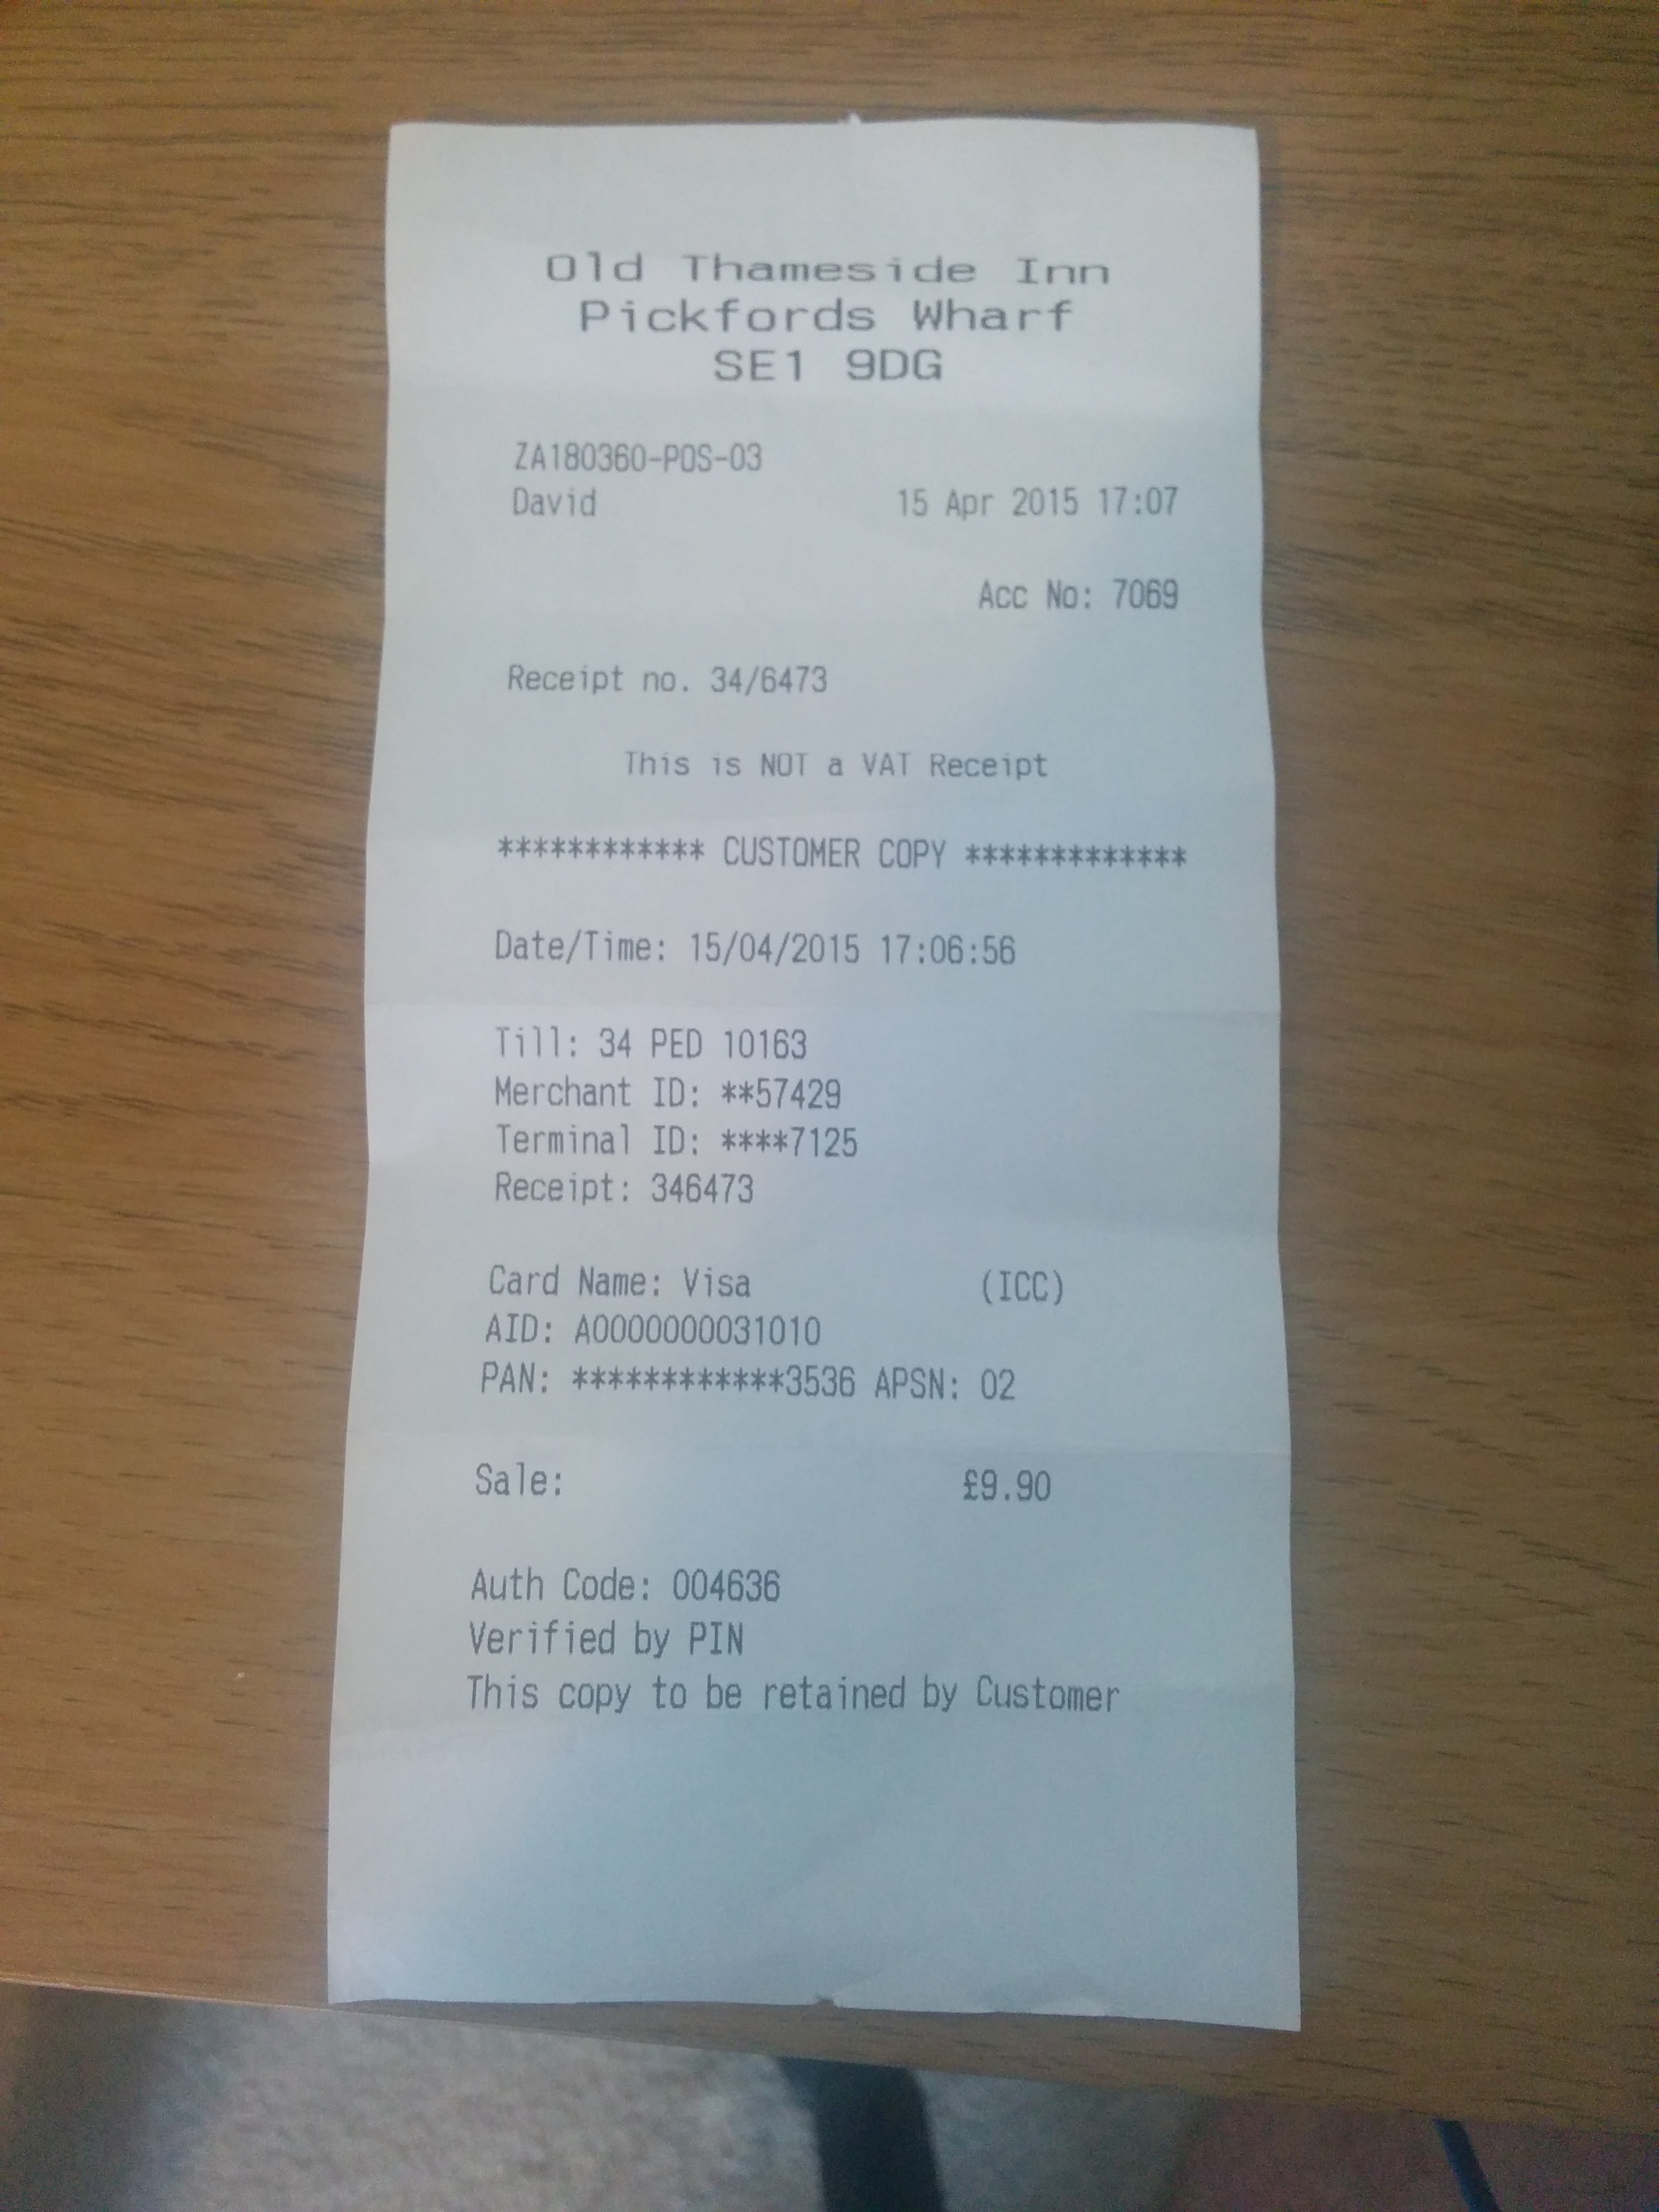 Old Thameside Inn
Pickfords Wharf
SE1 9DG
ZA180360-POS-03
David 15 Apr 2015 17:07
Acc No: 7069
Receipt no. 34/6473
This is NOT a VAT Receipt
************ CUSTOMER COPY *************
Date/Time: 15/04/2015 17:06:56
Till: 34 PED 10163
Merchant ID: **57429
Terminal ID: ****7125
Receipt: 346473
Card Name: Visa (ICC)
AID: A0000000031010
PAN: ************3536 APSN: 02
Sale: £9.90
Auth Code: 004636
Verified by PIN
This copy to be retained by Customer